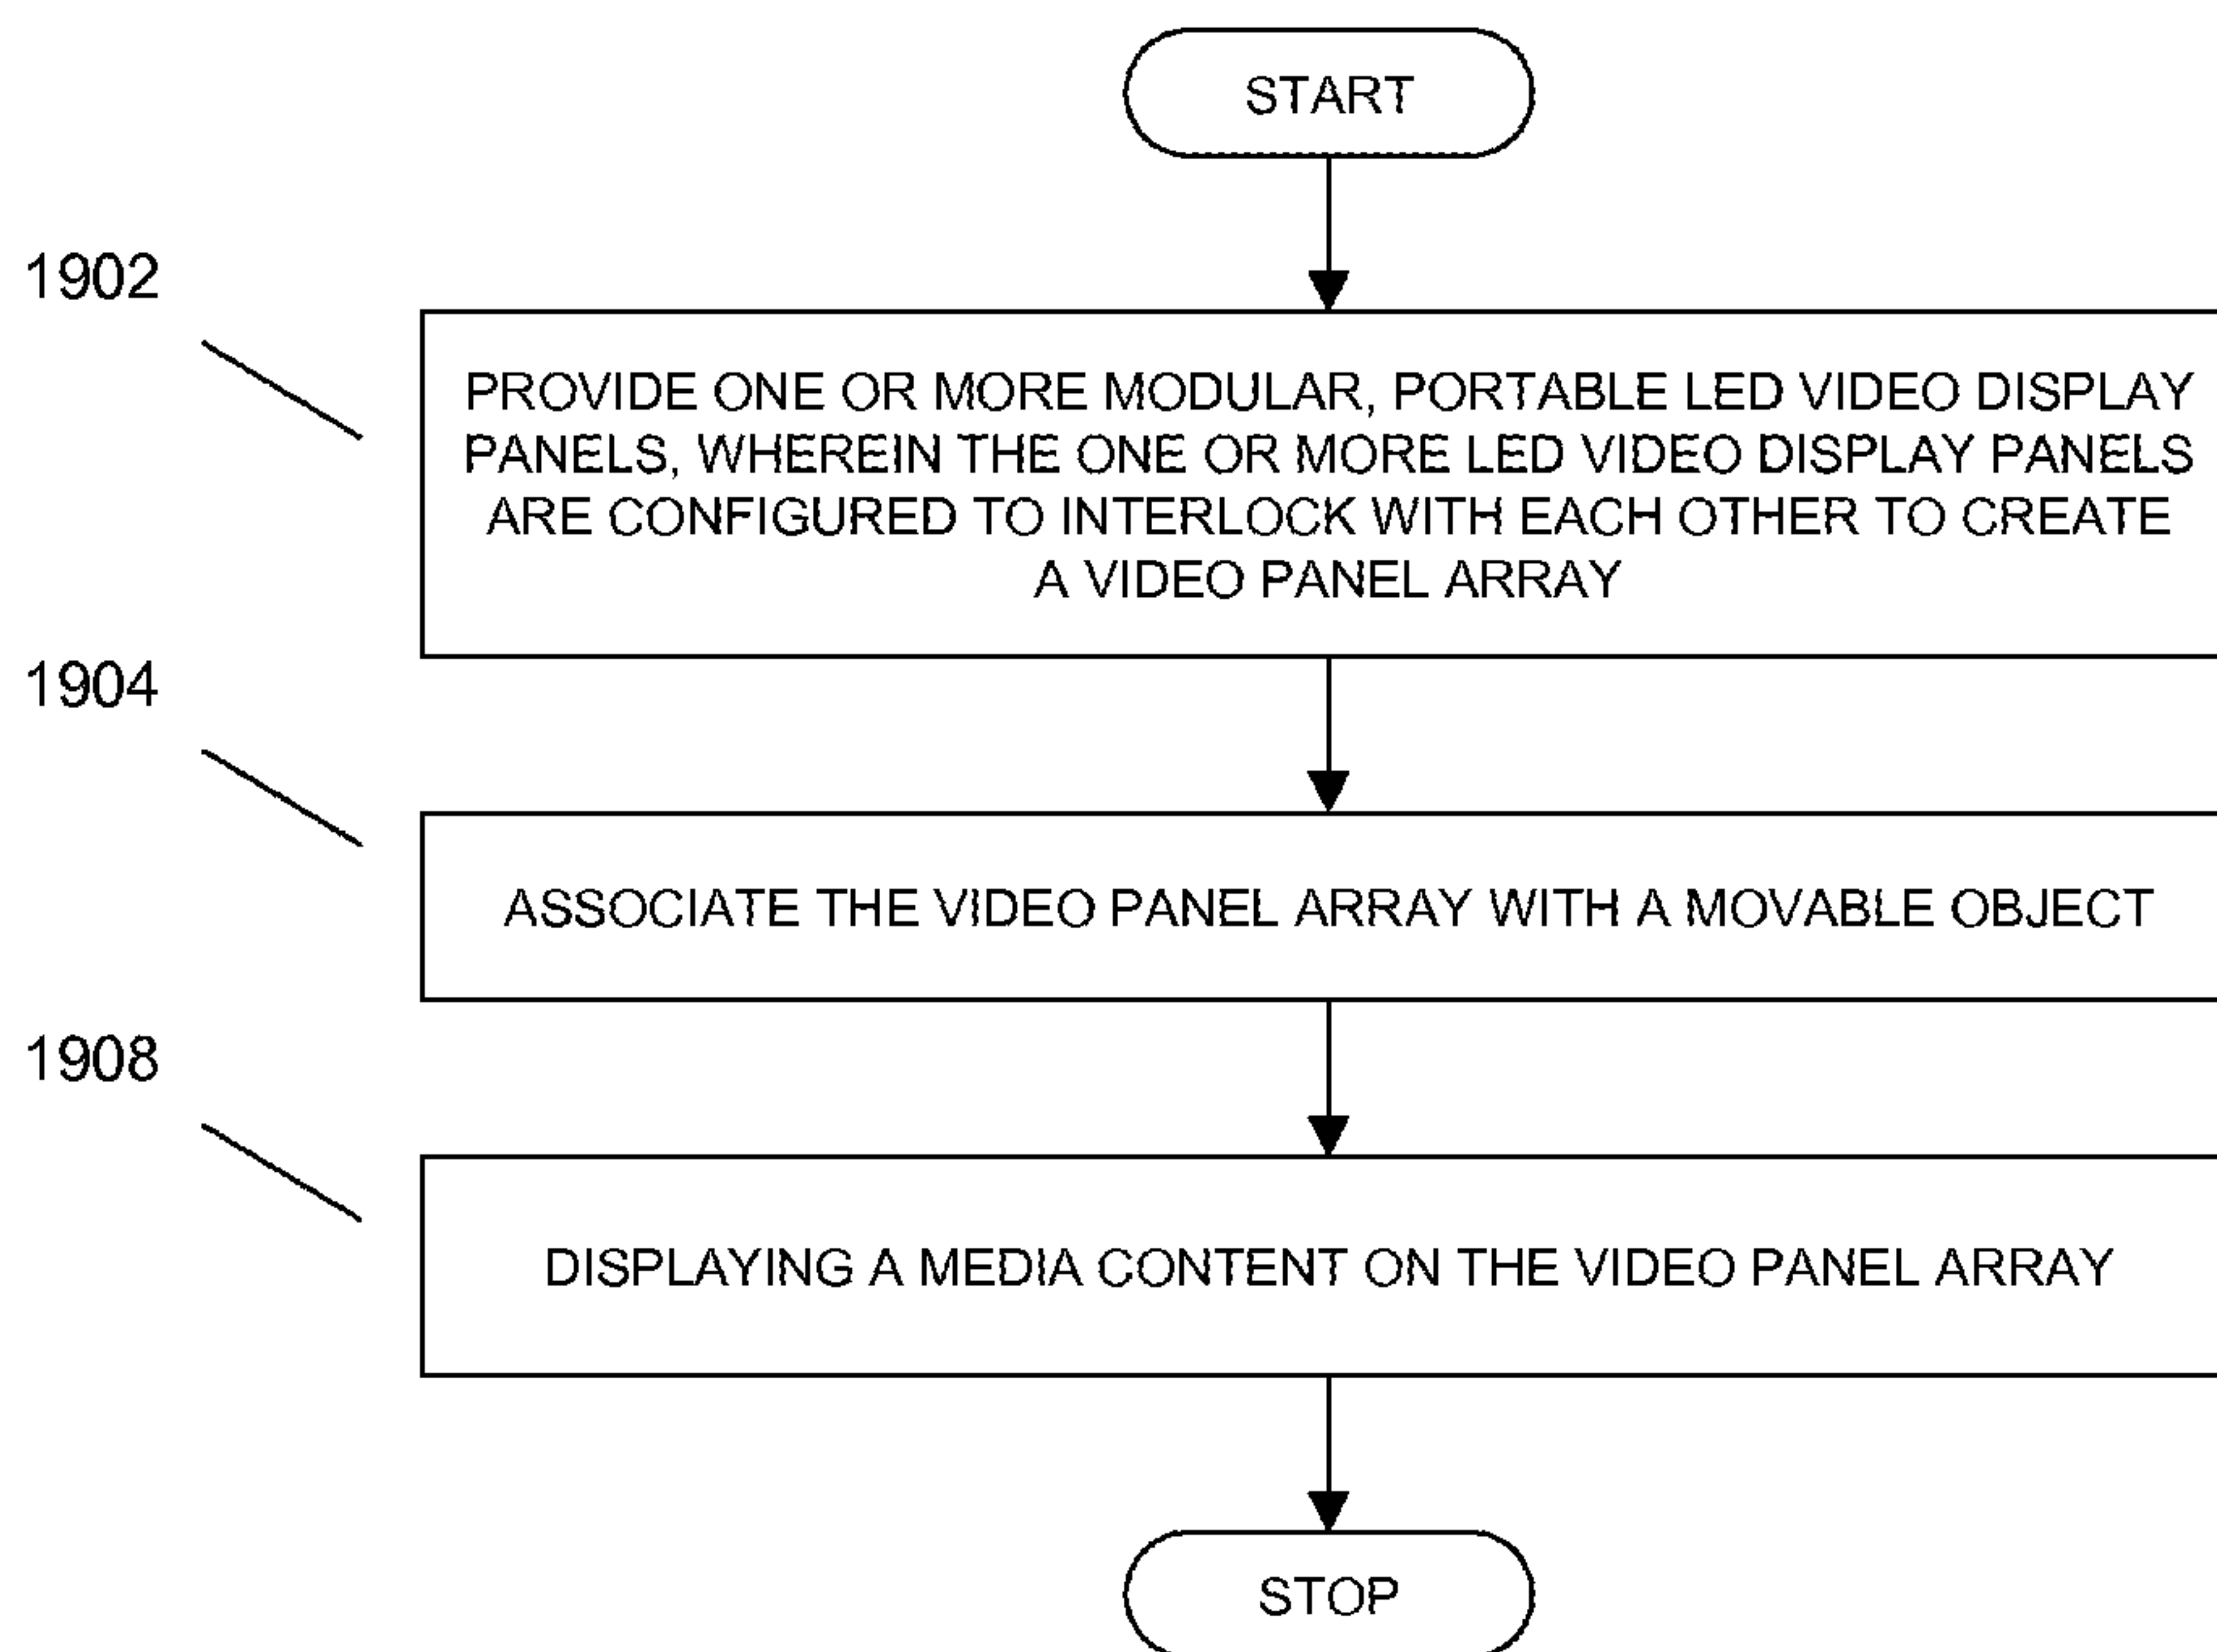 START
1902
PROVIDE ONE OR MORE MODULAR, PORTABLE LED VIDEO DISPLAY
PANELS, WHEREIN THE ONE OR MORE LED VIDEO DISPLAY PANELS
ARE CONFIGURED TO INTERLOCK WITH EACH OTHER TO CREATE
A VIDEO PANEL ARRAY
1904
ASSOCIATE THE VIDEO PANEL ARRAY WITH A MOVABLE OBJECT
1908
DISPLAYING A MEDIA CONTENT ON THE VIDEO PANEL ARRAY
STOP